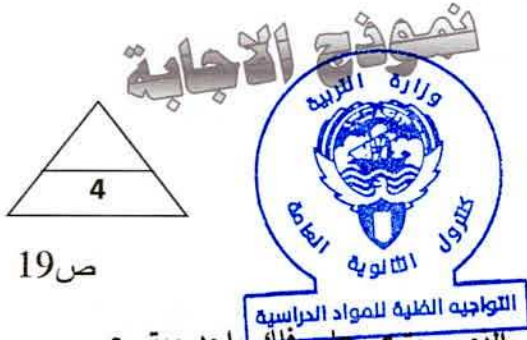 نموذج الاجابة
وزارة التربية
كنترول الثانوية العامة
4
ص19
التواجيه الفنية للمواد الدراسية